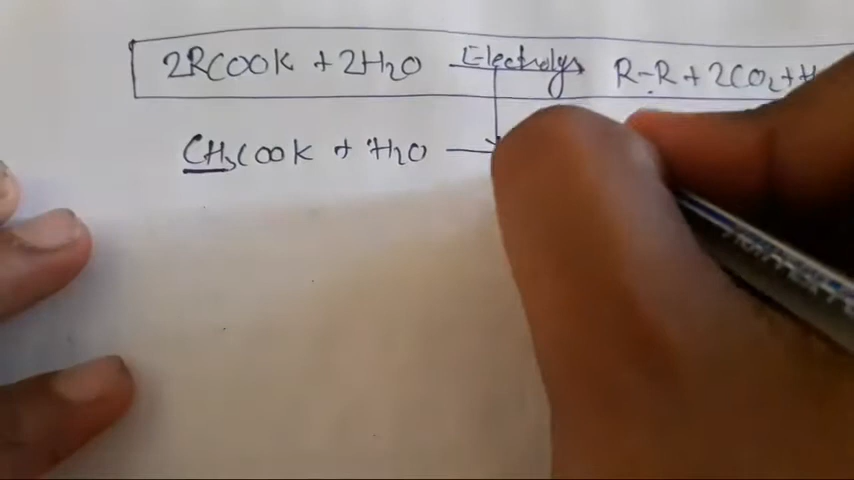 2RCOOK + 2H₂O Electrolys → R-R + 2CO₂ + H
CH₃COOK + H₂O →